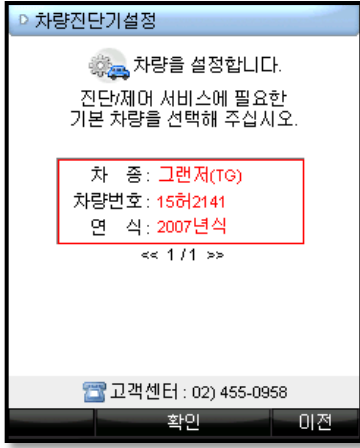 ▷ 차량진단기설정
차량을 설정합니다.
진단/제어 서비스에 필요한
기본 차량을 선택해 주십시오.
차 종 : 그랜저(TG)
차량번호 : 15허2141
연 식 : 2007년식
<< 1 / 1 >>
고객센터 : 02) 455-0958
확인 이전